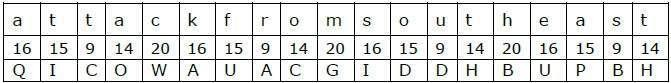 a t t a c k f r o m s o u t h e a s t
16 15 9 14 20 16 15 9 14 20 16 15 9 14 20 16 15 9 14
Q I C O W A U A C G I D D H B U P B H